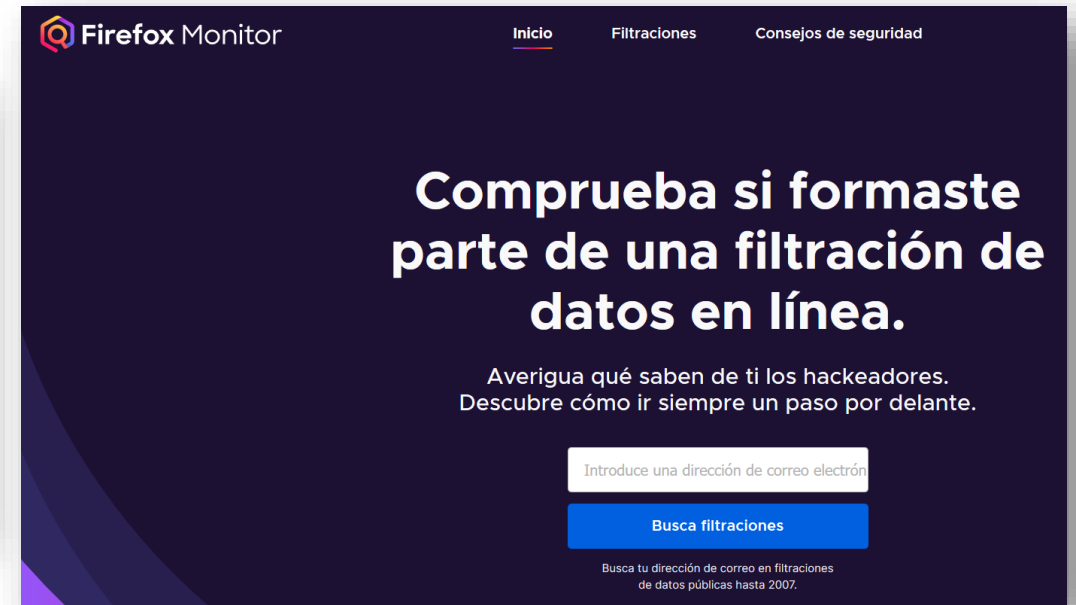 Firefox Monitor
Inicio
Filtraciones
Consejos de seguridad
Comprueba si formaste
parte de una filtración de
datos en línea.
Averigua qué saben de ti los hackeadores.
Descubre cómo ir siempre un paso por delante.
Introduce una dirección de correo electrón
Busca filtraciones
Busca tu dirección de correo en filtraciones
de datos públicas hasta 2007.